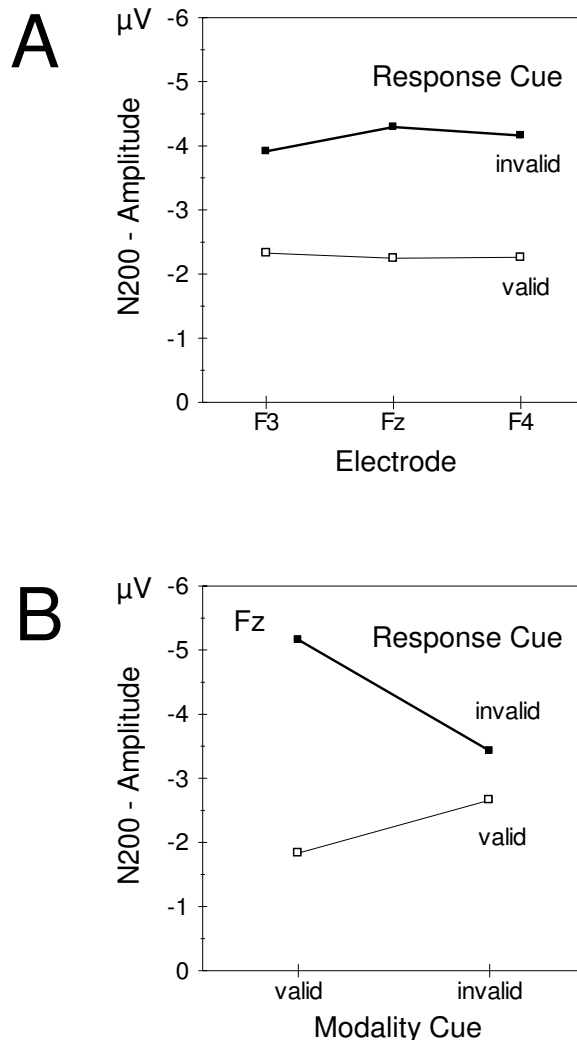 A
µV
N200 - Amplitude
-6
-5
-4
-3
-2
-1
0
Response Cue
invalid
valid
F3 Fz F4
Electrode
B
µV
N200 - Amplitude
-6
-5
-4
-3
-2
-1
0
Fz
Response Cue
invalid
valid
valid invalid
Modality Cue